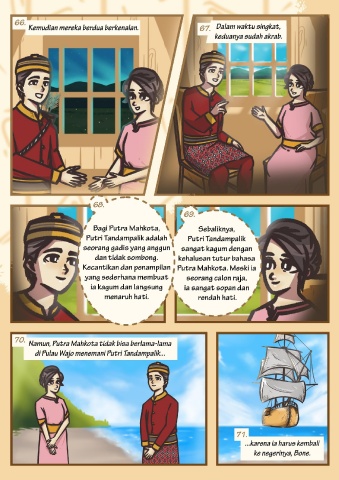 66.
Kemudian mereka berdua berkenalan.
67.
Dalam waktu singkat,
keduanya sudah akrab.
68.
Bagi Putra Mahkota,
Putri Tandampalik adalah
seorang gadis yang anggun
dan tidak sombong.
Kecantikan dan penampilan
yang sederhana membuat
ia kagum dan langsung
menaruh hati.
69.
Sebaliknya,
Putri Tandampalik
sangat kagum dengan
kehalusan tutur bahasa
Putra Mahkota. Meski ia
seorang calon raja,
ia sangat sopan dan
rendah hati.
70.
Namun, Putra Mahkota tidak bisa berlama-lama
di Pulau Wajo menemani Putri Tandampalik...
71.
...karena ia harus kembali
ke negerinya, Bone.